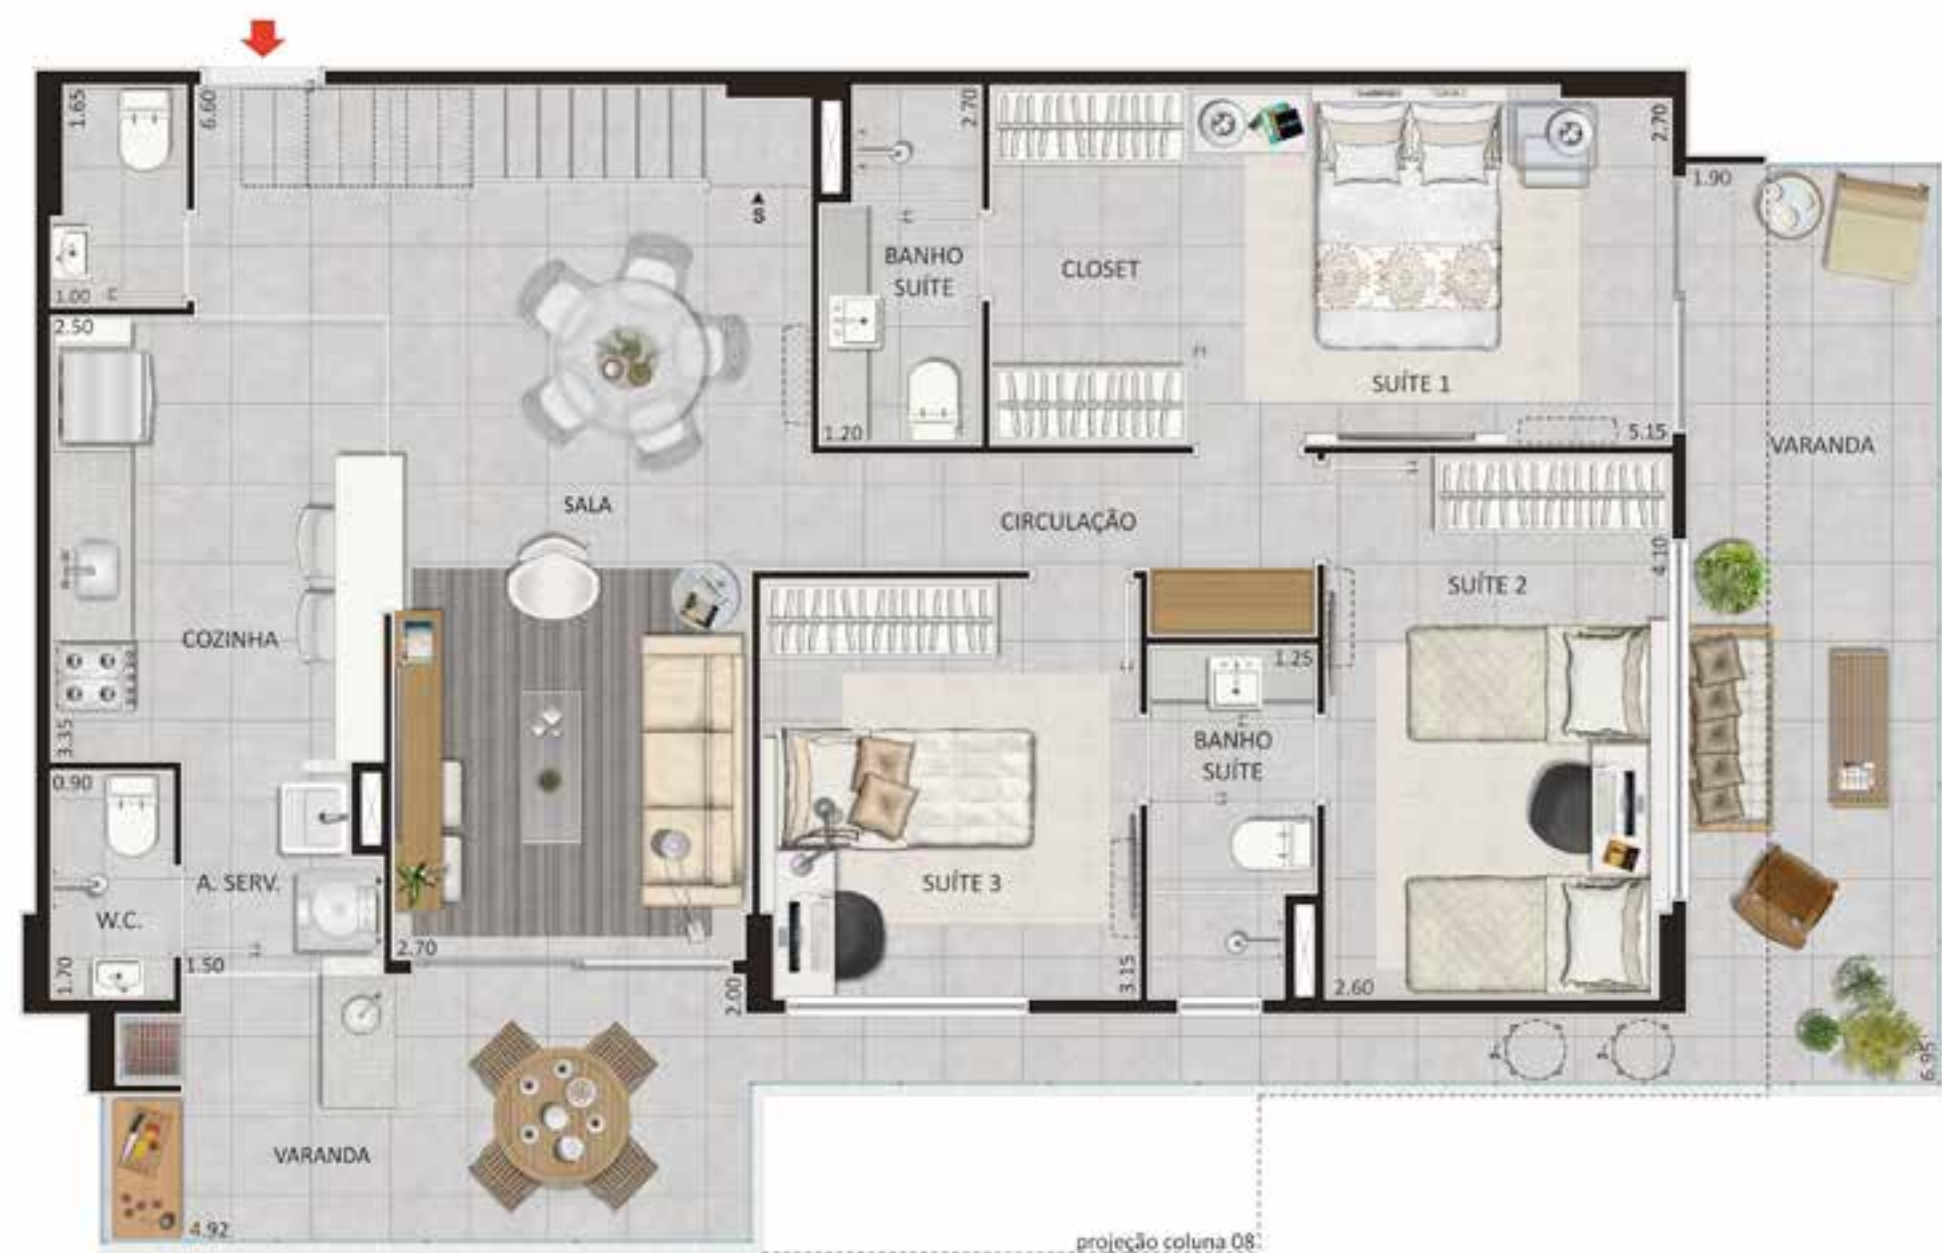 1.65
6.60
2.70
2.70
1.90
S
BANHO
SUÍTE
CLOSET
1.00
2.50
SUÍTE 1
1.20
5.15
VARANDA
SALA
CIRCULAÇÃO
4.10
SUÍTE 2
COZINHA
1.25
3.35
BANHO
SUÍTE
0.90
A. SERV.
SUÍTE 3
W.C.
2.70
1.50
1.70
2.00
3.15
2.60
6.95
VARANDA
4.92
projeção coluna 08